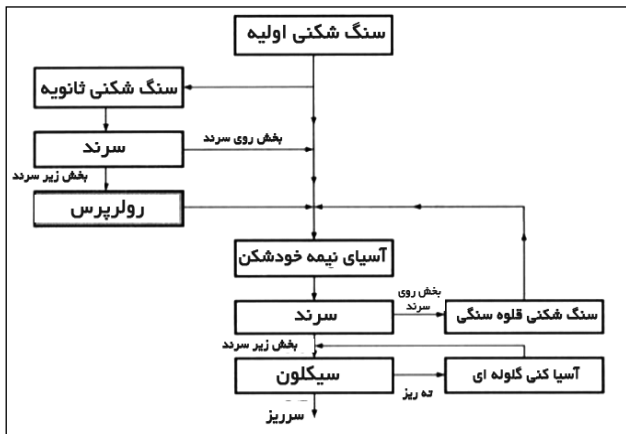 سنگ شکنی اولیه
سنگ شکنی ثانویه
سرند
بخش روی سرند
بخش زیر سرند
رولرپرس
آسیای نیمه خودشکن
بخش روی
سرند
سرند
سنگ شکنی قلوه سنگی
بخش زیر سرند
سیکلون
ته ریز
آسیا کنی گلوله ای
سرریز